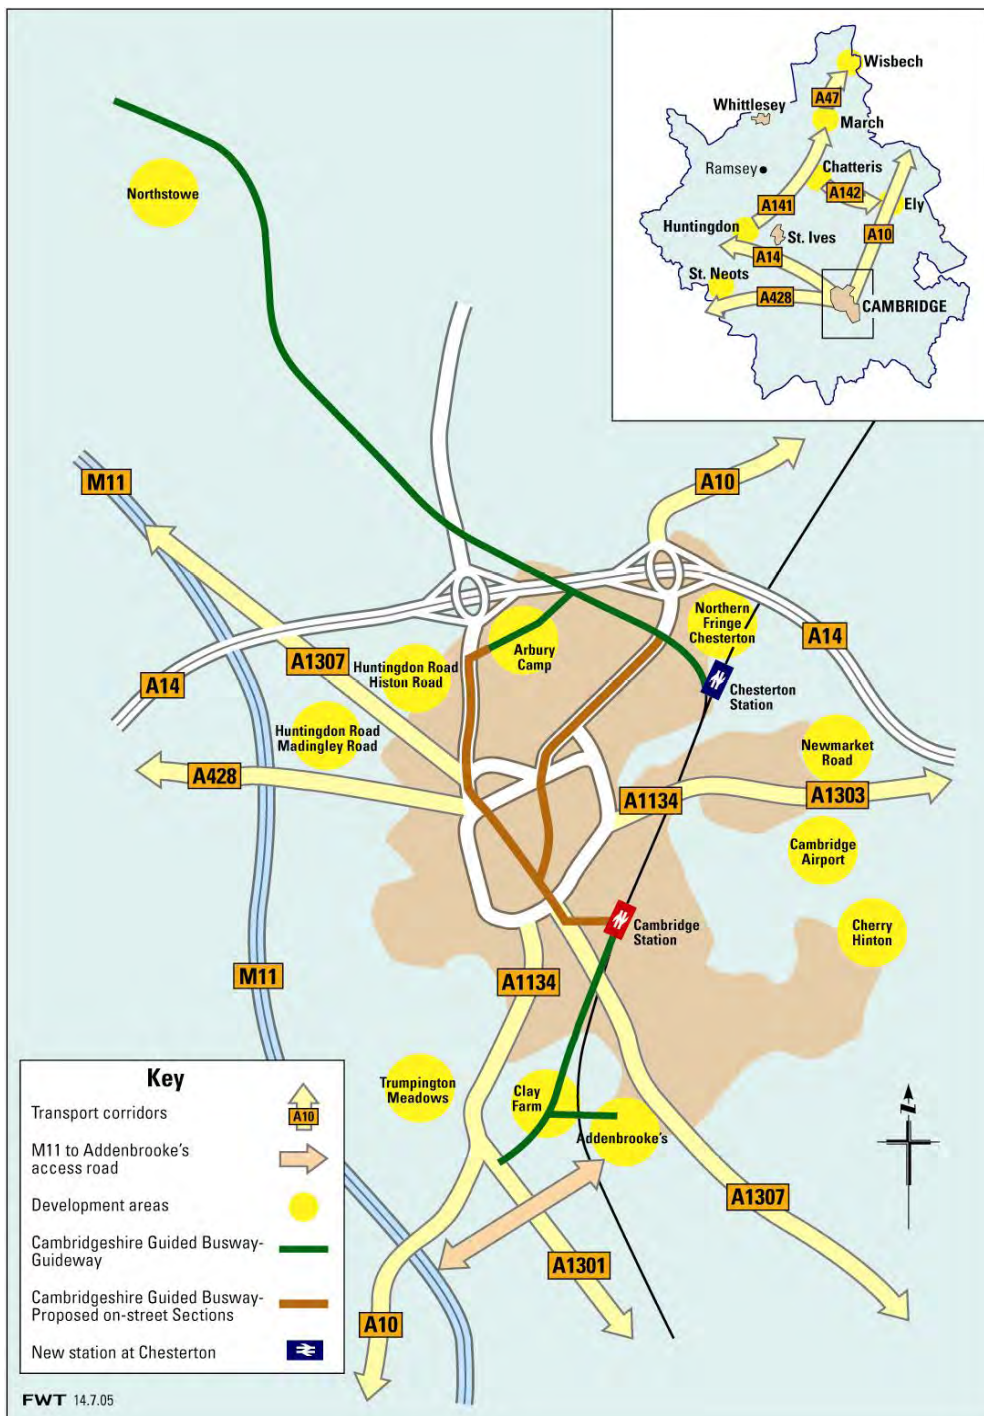 Wisbech
A47
Whittlesey
March
Ramsey
Chatteris
A142
A141
Ely
Huntingdon
St. Ives
A10
A14
St. Neots
A428
CAMBRIDGE
Northstowe
M11
A10
Northern
Fringe
Chesterton
A14
Arbury
Camp
A1307
Huntingdon Road
Histon Road
A14
Chesterton
Station
Huntingdon Road
Madingley Road
Newmarket
Road
A428
A1134
A1303
Cambridge
Airport
Cambridge
Station
Cherry
Hinton
M11
A1134
Trumpington
Meadows
Clay
Farm
Addenbrooke's
A1307
A1301
A10
Key
Transport corridors
A10
M11 to Addenbrooke's
access road
Development areas
Cambridgeshire Guided Busway-
Guideway
Cambridgeshire Guided Busway-
Proposed on-street Sections
New station at Chesterton
FWT 14.7.05